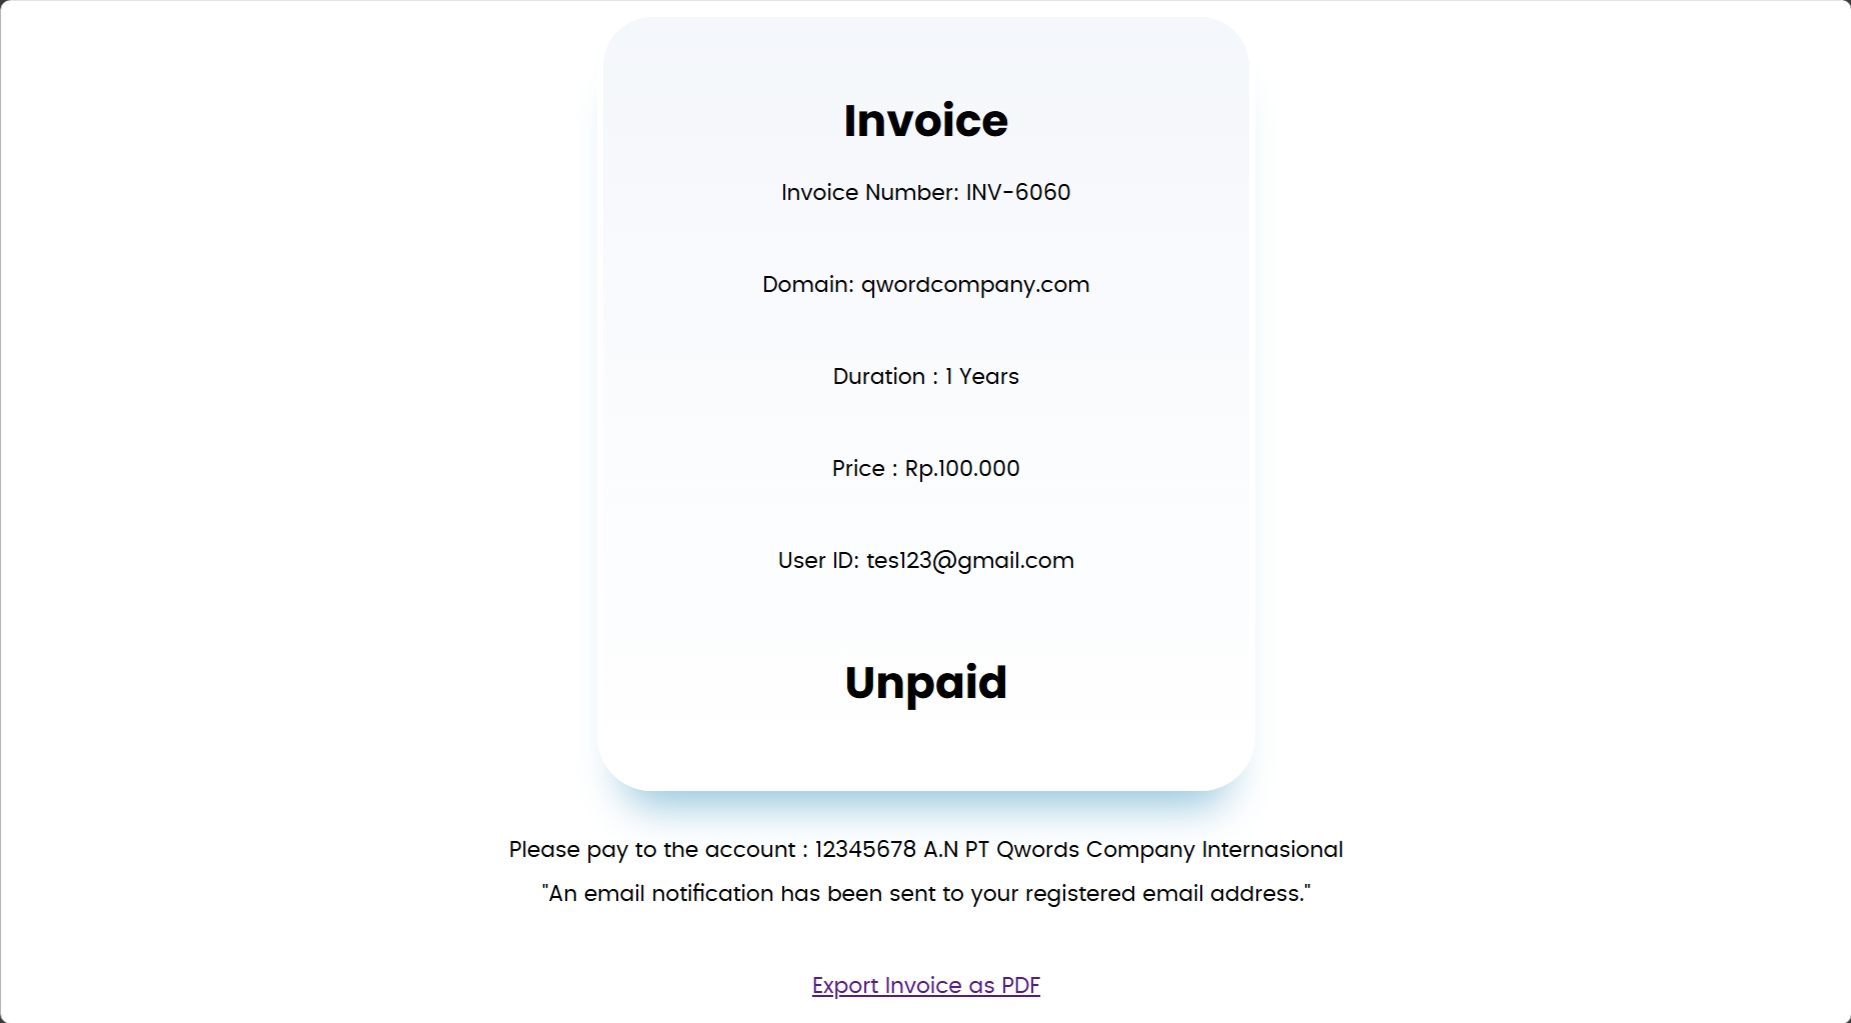 Invoice
Invoice Number: INV-6060
Domain: qwordcompany.com
Duration : 1 Years
Price : Rp.100.000
User ID: tes123@gmail.com
Unpaid
Please pay to the account : 12345678 A.N PT Qwords Company Internasional
"An email notification has been sent to your registered email address."
Export Invoice as PDF